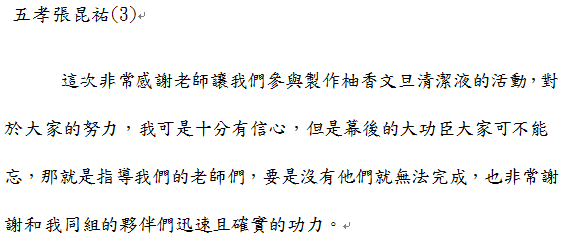 五孝張昆祐(3)
這次非常感謝老師讓我們參與製作柚香文旦清潔液的活動，對
於大家的努力，我可是十分有信心，但是幕後的大功臣大家可不能
忘，那就是指導我們的老師們，要是沒有他們就無法完成，也非常謝
謝和我同組的夥伴們迅速且確實的功力。